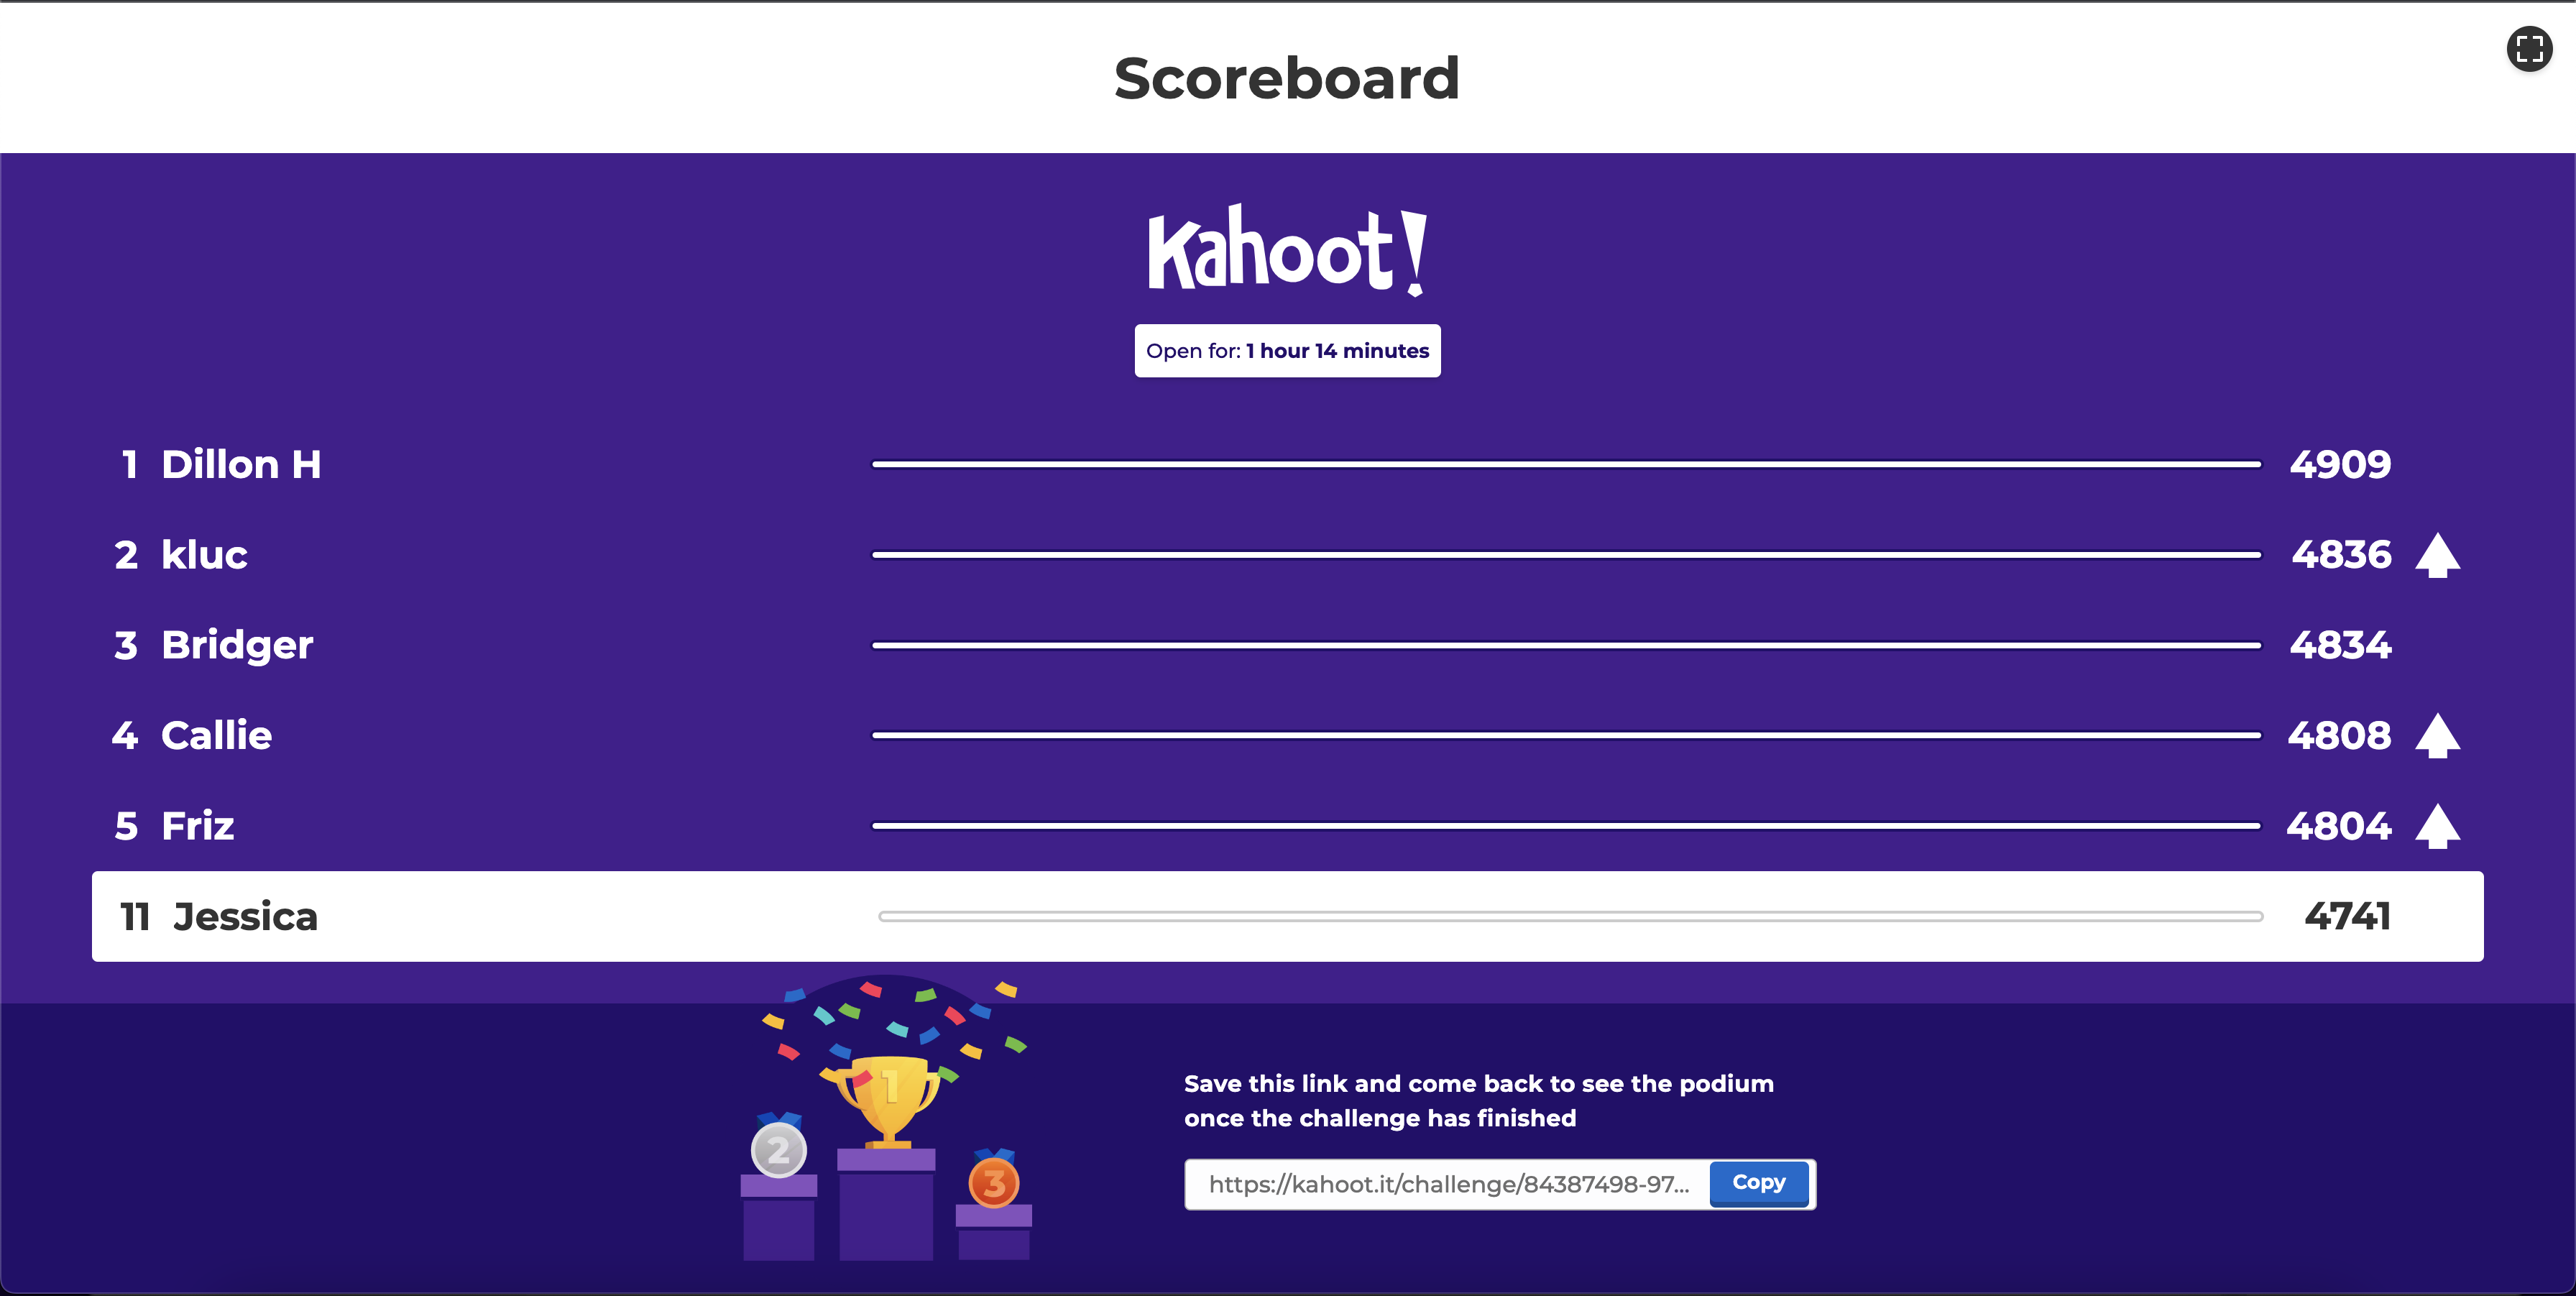 Scoreboard
Kahoot!
Open for: 1 hour 14 minutes
1 Dillon H 4909
2 kluc 4836
3 Bridger 4834
4 Callie 4808
5 Friz 4804
11 Jessica 4741
1
2
3
Save this link and come back to see the podium
once the challenge has finished
https://kahoot.it/challenge/84387498-97... Copy